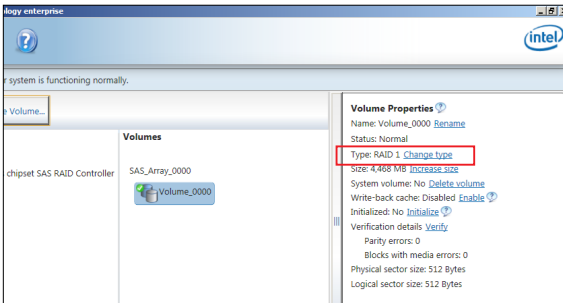 ology enterprise
intel
r system is functioning normally.
e Volume...
Volumes
chipset SAS RAID Controller
SAS_Array_0000
Volume_0000
Volume Properties
Name: Volume_0000 Rename
Status: Normal
Type: RAID 1 Change type
Size: 4,468 MB Increase size
System volume: No Delete volume
Write-back cache: Disabled Enable
Initialized: No Initialize
Verification details Verify
Parity errors: 0
Blocks with media errors: 0
Physical sector size: 512 Bytes
Logical sector size: 512 Bytes